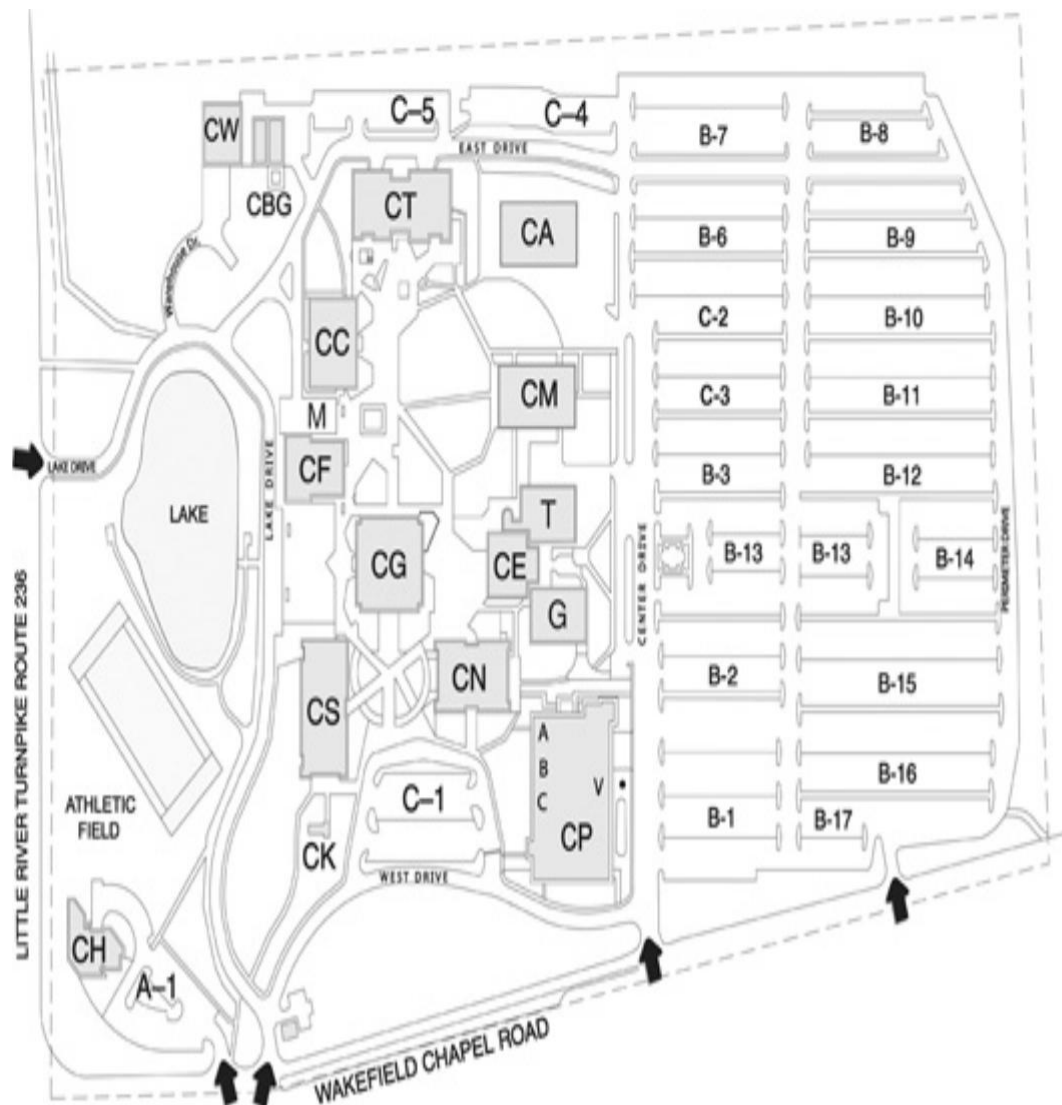 C–5
C–4
CW
B-7
B-8
EAST DRIVE
CBG
CT
CA
B-6
B-9
Warehouse Dr.
CC
C-2
B-10
CM
C-3
B-11
M
LAKE DRIVE
CF
LAKE DRIVE
B-3
B-12
LAKE
T
CG
CE
CENTER DRIVE
B-13
B-13
B-14
PERIMETER DRIVE
G
LITTLE RIVER TURNPIKE ROUTE 236
CS
CN
B-2
B-15
A
B
C
V
C–1
B-16
ATHLETIC
FIELD
B-1
B-17
CK
CP
WEST DRIVE
CH
A–1
WAKEFIELD CHAPEL ROAD